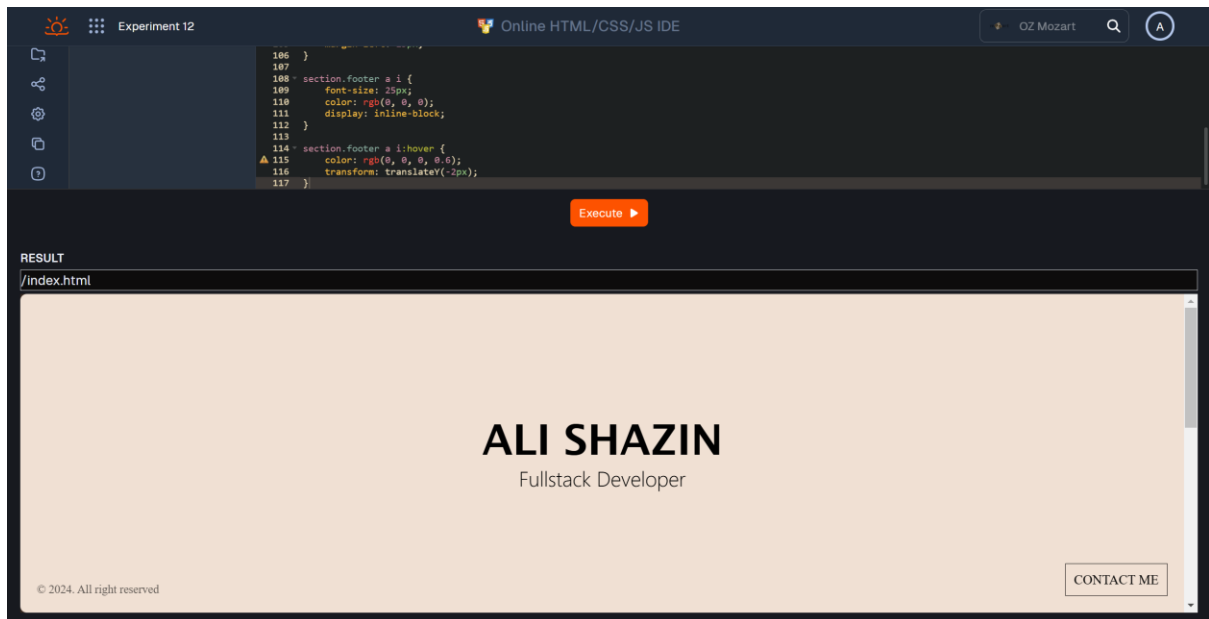 Experiment 12
Online HTML/CSS/JS IDE
OZ Mozart
A
106 }
107
108 section.footer a i {
109 font-size: 25px;
110 color: rgb(0, 0, 0);
111 display: inline-block;
112 }
113
114 section.footer a i:hover {
115 color: rgb(0, 0, 0, 0.6);
116 transform: translateY(-2px);
117 }
Execute
RESULT
/index.html
ALI SHAZIN
Fullstack Developer
© 2024. All right reserved
CONTACT ME